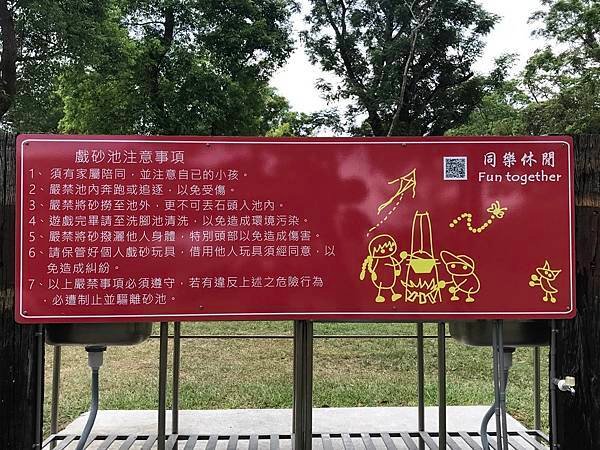 戲砂池注意事項
1、須有家屬陪同，並注意自己的小孩。
2、嚴禁池內奔跑或追逐，以免受傷。
3、嚴禁將砂撈至池外，更不可丟石頭入池內。
4、遊戲完畢請至洗腳池清洗，以免造成環境污染。
5、嚴禁將砂撥灑他人身體，特別頭部以免造成傷害。
6、請保管好個人戲砂玩具，借用他人玩具須經同意，以
免造成糾紛。
7、以上嚴禁事項必須遵守，若有違反上述之危險行為
，必遭制止並驅離砂池。
同樂休閒
Fun together